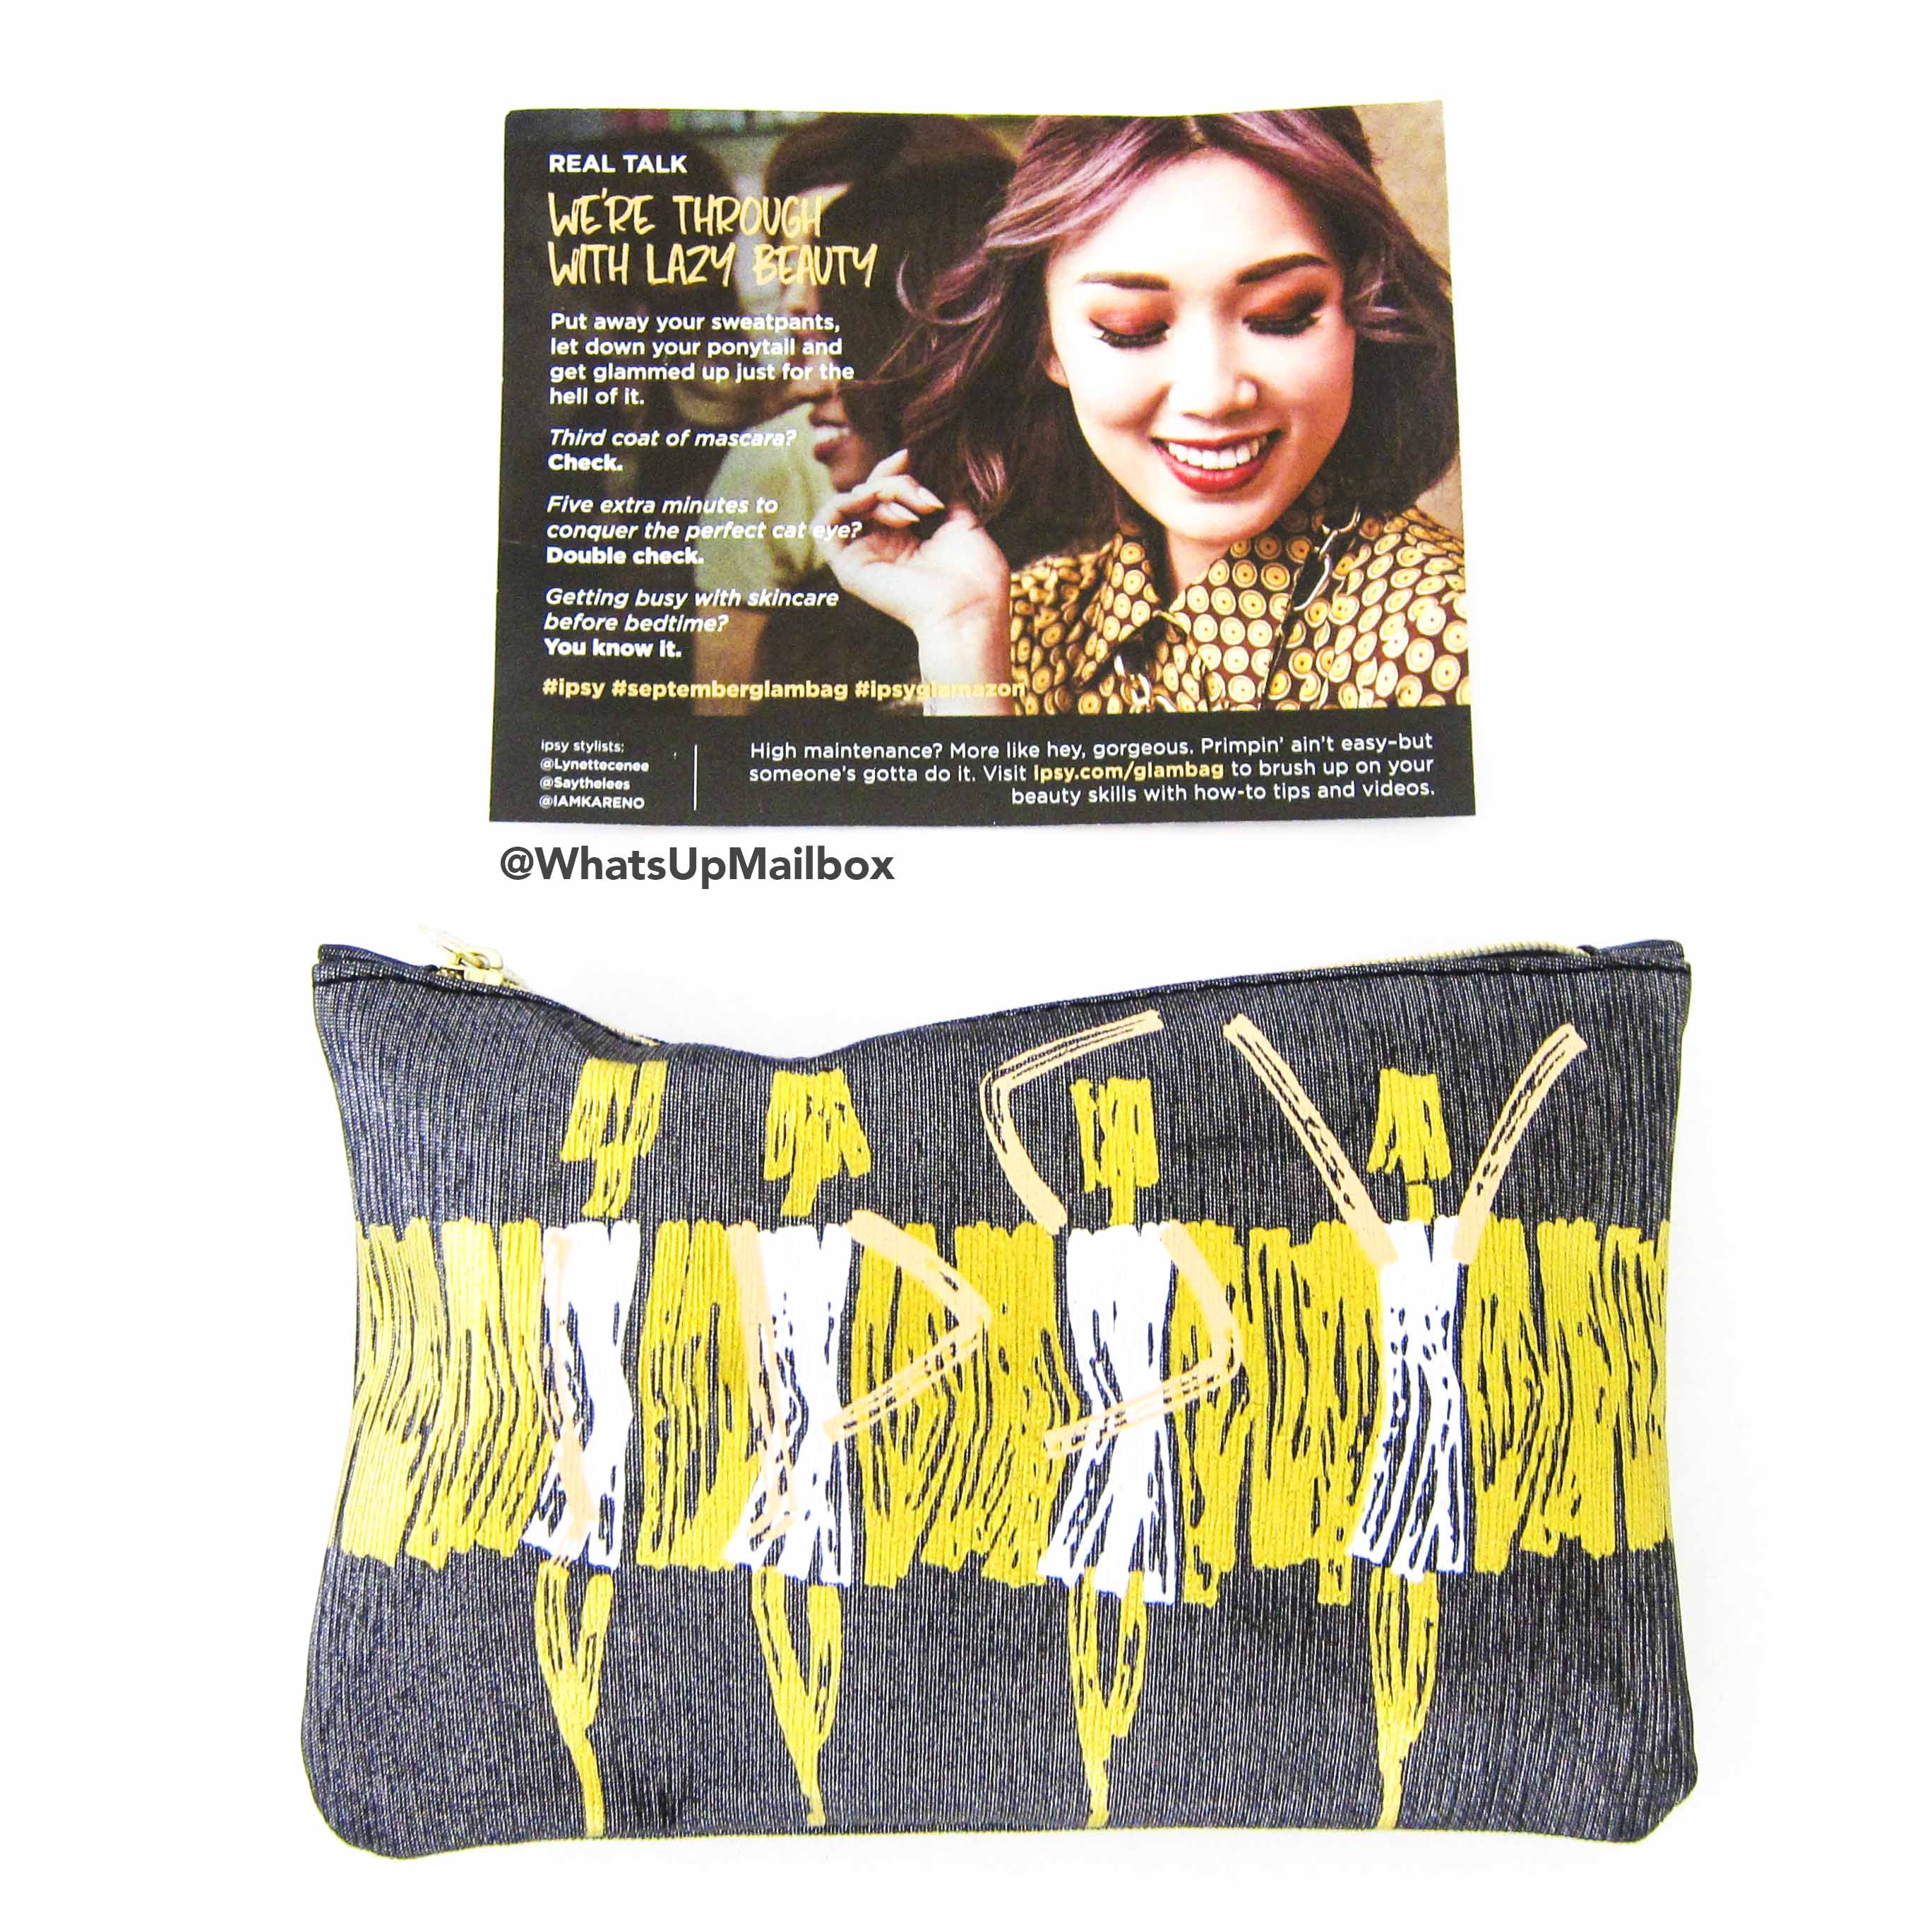 REAL TALK
WE'RE THROUGH
WITH LAZY BEAUTY
Put away your sweatpants,
let down your ponytail and
get glammed up just for the
hell of it.
Third coat of mascara?
Check.
Five extra minutes to
conquer the perfect cat eye?
Double check.
Getting busy with skincare
before bedtime?
You know it.
#ipsy #septemberglambag #ipsyglamazon
ipsy stylists:
@Lynettecenee
@Saythelees
@IAMKARENO
High maintenance? More like hey, gorgeous. Primpin' ain't easy–but
someone's gotta do it. Visit ipsy.com/glambag to brush up on your
beauty skills with how-to tips and videos.
@WhatsUpMailbox
IPSY